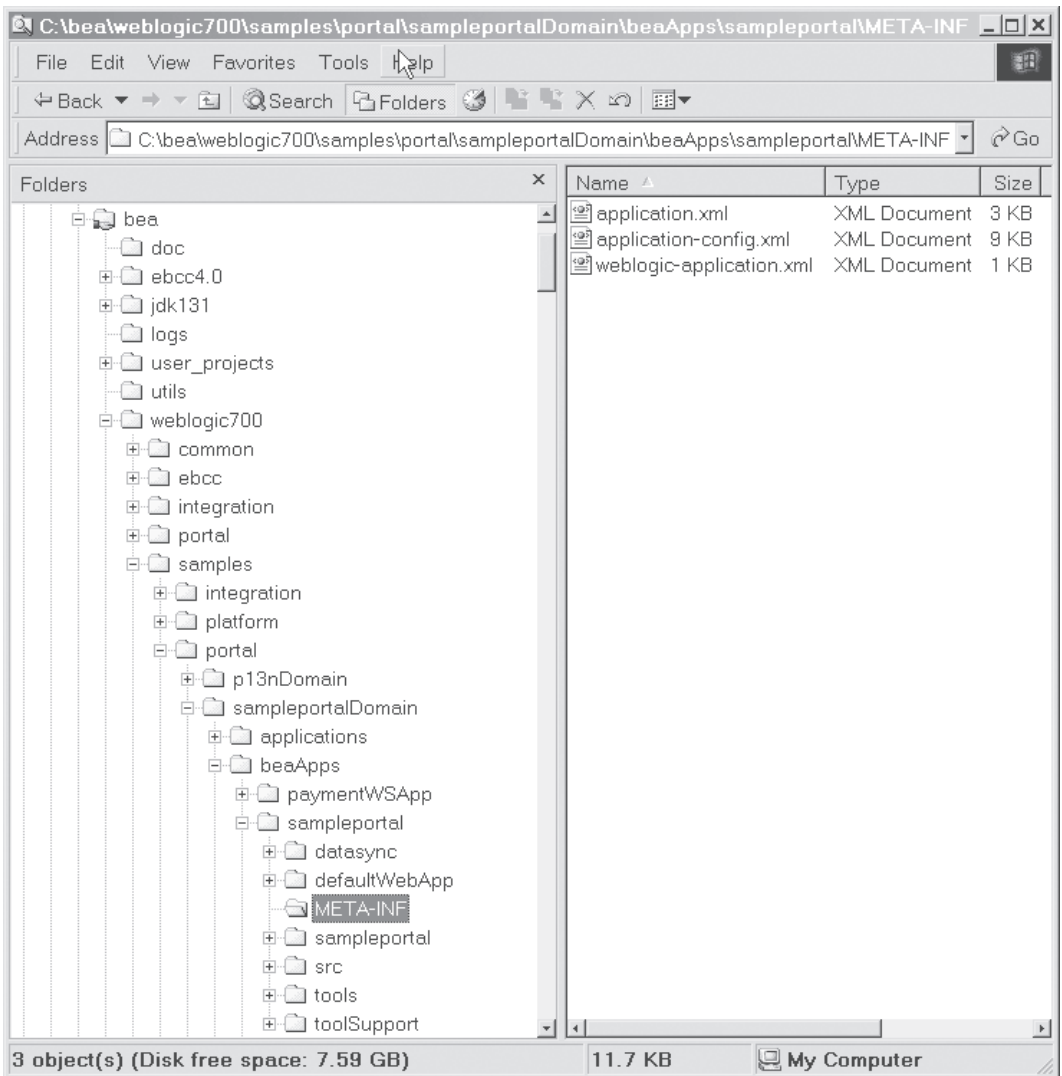 C:\bea\weblogic700\samples\portal\sampleportalDomain\beaApps\sampleportal\META-INF
File Edit View Favorites Tools Help
Back Search Folders
Address C:\bea\weblogic700\samples\portal\sampleportalDomain\beaApps\sampleportal\META-INF Go
Folders
bea
doc
ebcc4.0
jdk131
logs
user_projects
utils
weblogic700
common
ebcc
integration
portal
samples
integration
platform
portal
p13nDomain
sampleportalDomain
applications
beaApps
paymentWSApp
sampleportal
datasync
defaultWebApp
META-INF
sampleportal
src
tools
toolSupport
Name Type Size
application.xml XML Document 3 KB
application-config.xml XML Document 9 KB
weblogic-application.xml XML Document 1 KB
3 object(s) (Disk free space: 7.59 GB) 11.7 KB My Computer